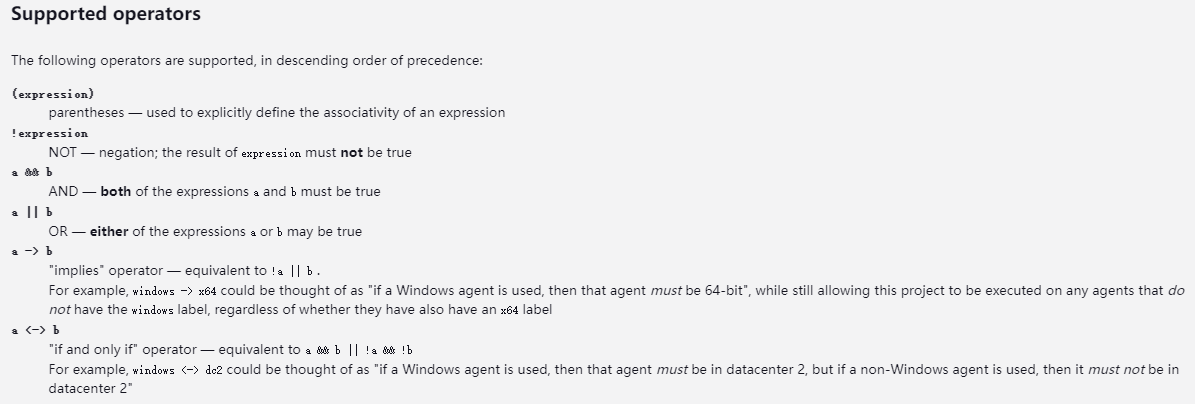 Supported operators
The following operators are supported, in descending order of precedence:
(expression)
parentheses — used to explicitly define the associativity of an expression
!expression
NOT — negation; the result of expression must not be true
a && b
AND — both of the expressions a and b must be true
a || b
OR — either of the expressions a or b may be true
a -> b
"implies" operator — equivalent to !a || b .
For example, windows -> x64 could be thought of as "if a Windows agent is used, then that agent must be 64-bit", while still allowing this project to be executed on any agents that do
not have the windows label, regardless of whether they have also have an x64 label
a <-> b
"if and only if" operator — equivalent to a && b || !a && !b
For example, windows <-> dc2 could be thought of as "if a Windows agent is used, then that agent must be in datacenter 2, but if a non-Windows agent is used, then it must not be in
datacenter 2"